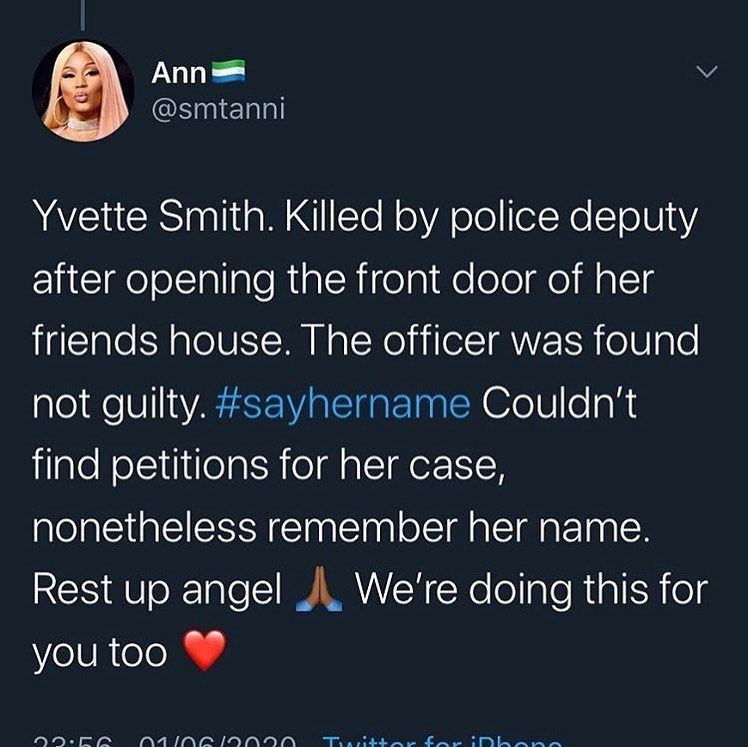 Ann🇸🇱
@smtanni
Yvette Smith. Killed by police deputy
after opening the front door of her
friends house. The officer was found
not guilty. #sayhername Couldn't
find petitions for her case,
nonetheless remember her name.
Rest up angel 🙏🏾 We're doing this for
you too ❤️
23:56 01/06/2020 Twitter for iPhone